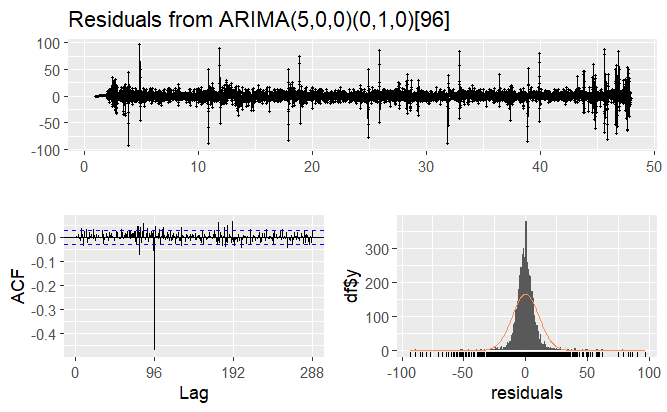 Residuals from ARIMA(5,0,0)(0,1,0)[96]
100
50
0
-50
-100
0 10 20 30 40 50
ACF
0.0
-0.1
-0.2
-0.3
-0.4
0 96 192 288
Lag
df$y
300
200
100
0
-100 -50 0 50 100
residuals